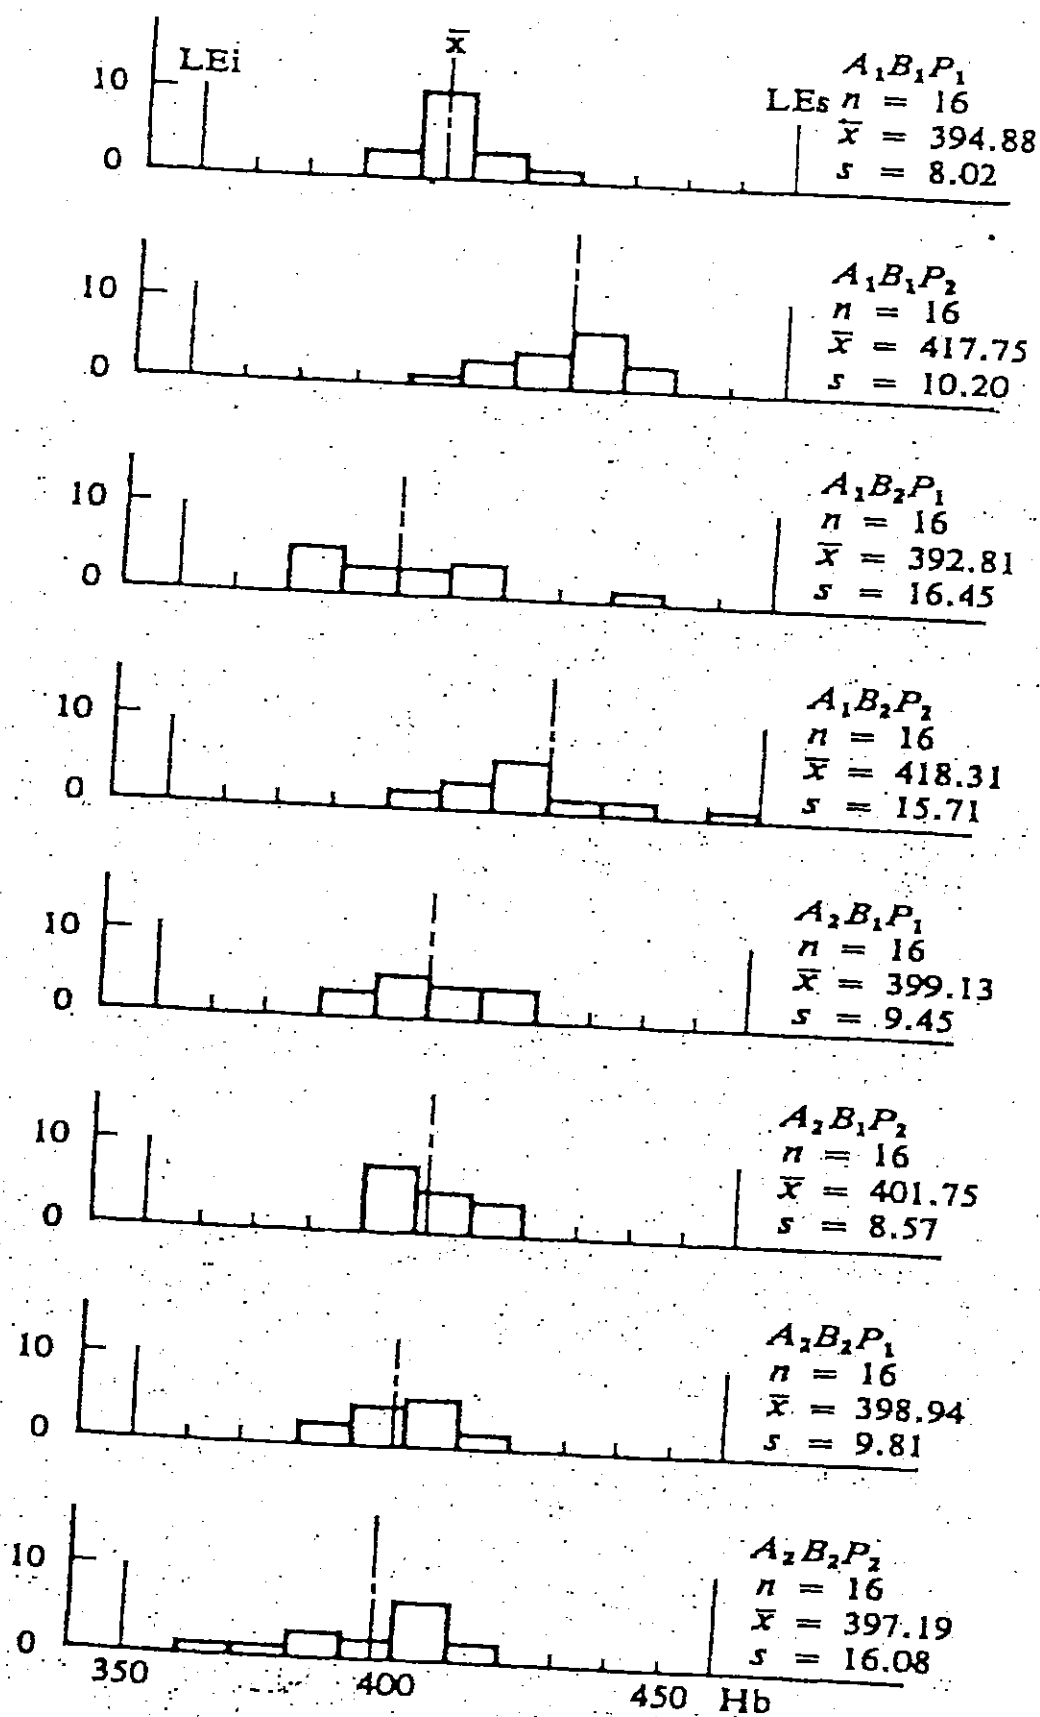 LEi
x̄
LEs
10
0
A₁B₁P₁
n = 16
x̄ = 394.88
s = 8.02
10
0
A₁B₁P₂
n = 16
x̄ = 417.75
s = 10.20
10
0
A₁B₂P₁
n = 16
x̄ = 392.81
s = 16.45
10
0
A₁B₂P₂
n = 16
x̄ = 418.31
s = 15.71
10
0
A₂B₁P₁
n = 16
x̄ = 399.13
s = 9.45
10
0
A₂B₁P₂
n = 16
x̄ = 401.75
s = 8.57
10
0
A₂B₂P₁
n = 16
x̄ = 398.94
s = 9.81
10
0
A₂B₂P₂
n = 16
x̄ = 397.19
s = 16.08
350 400 450 Hb